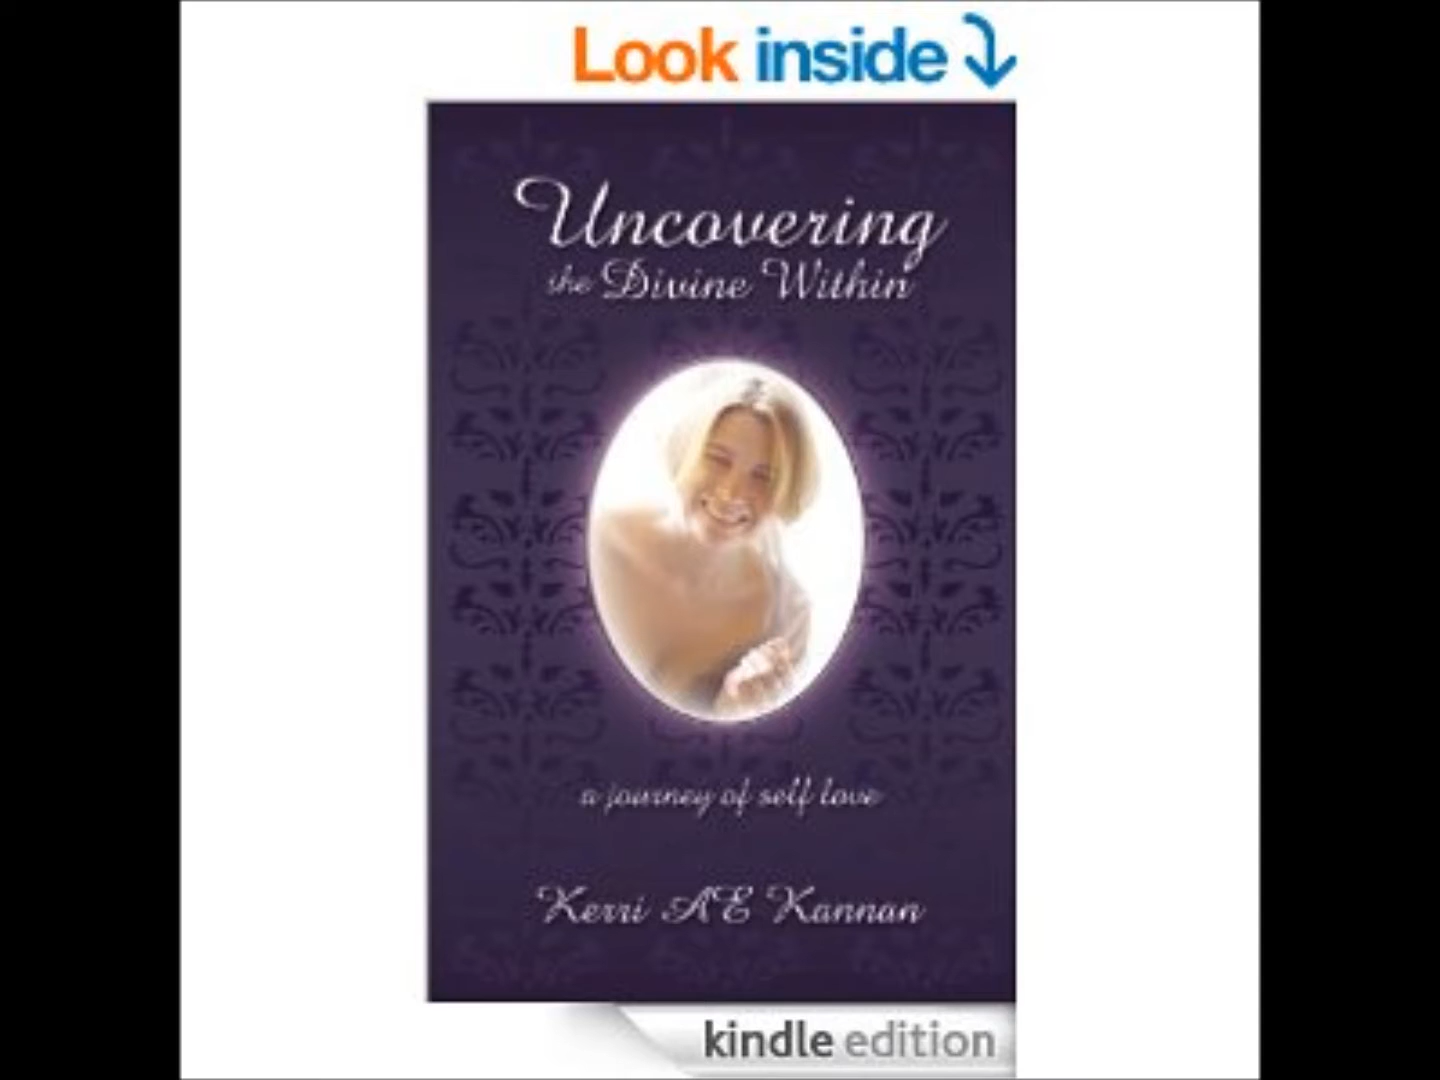 Look inside
Uncovering
the Divine Within
a journey of self love
Kerri AE Kannan
kindle edition